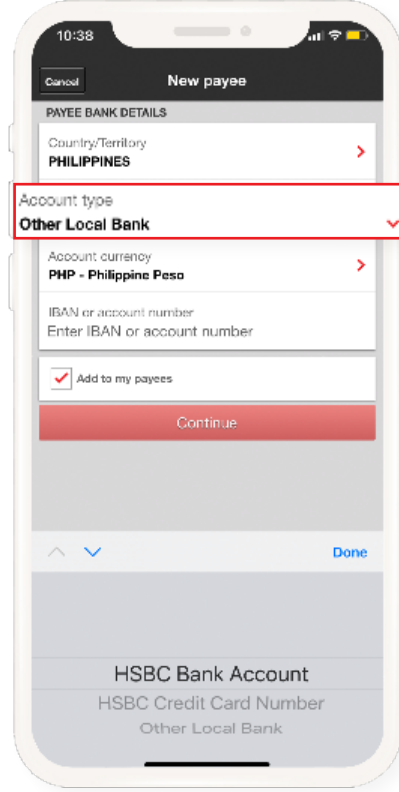 10:38
Cancel
New payee
PAYEE BANK DETAILS
Country/Territory
PHILIPPINES
Account type
Other Local Bank
Account currency
PHP - Philippine Peso
IBAN or account number
Enter IBAN or account number
Add to my payees
Continue
Done
HSBC Bank Account
HSBC Credit Card Number
Other Local Bank